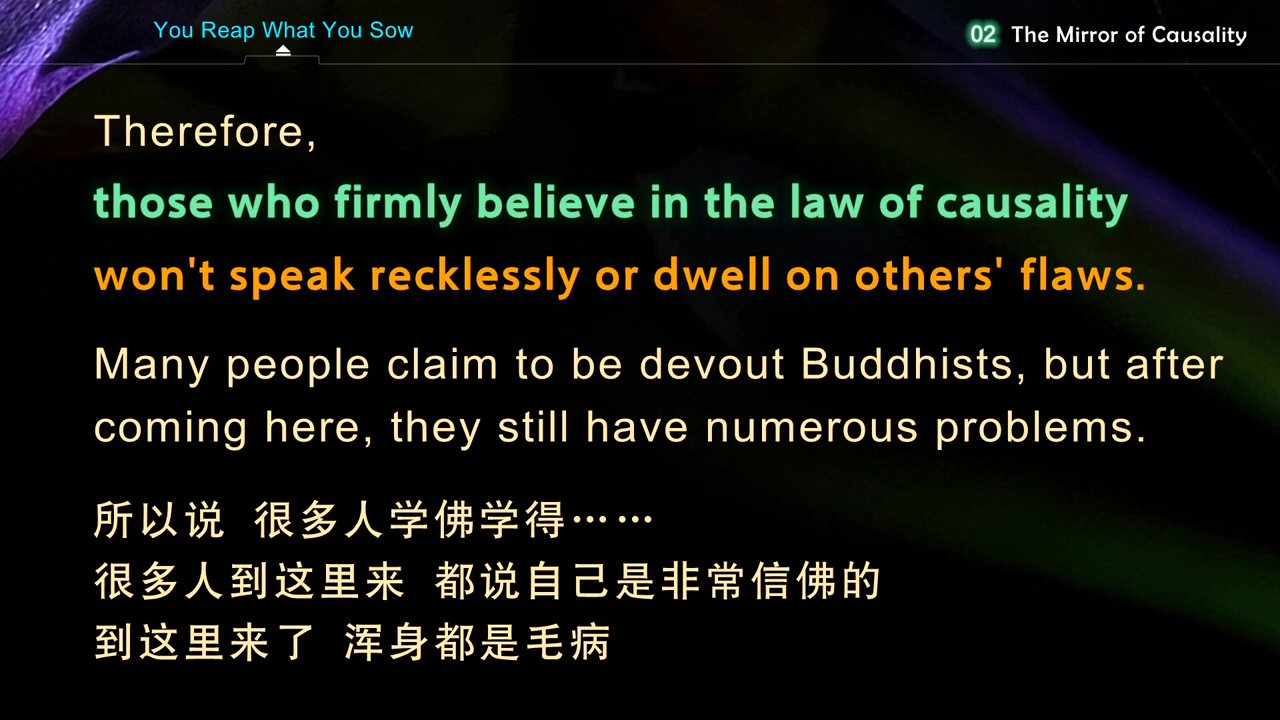 You Reap What You Sow
02 The Mirror of Causality
Therefore,
those who firmly believe in the law of causality
won't speak recklessly or dwell on others' flaws.
Many people claim to be devout Buddhists, but after
coming here, they still have numerous problems.
所以说 很多人学佛学得……
很多人到这里来 都说自己是非常信佛的
到这里来了 浑身都是毛病